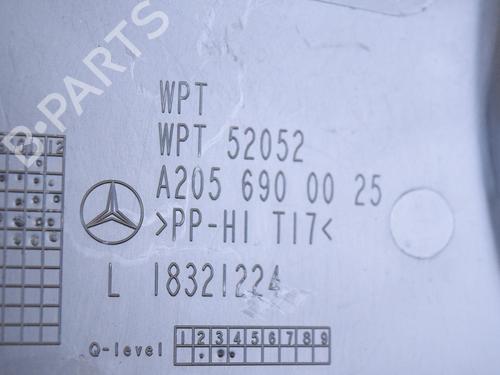 B-PARTS
WPT
WPT 52052
A205 690 00 25
>PP-HI T17<
L 18321224
12
Q-level 1 2 3 4 5 6 7 8 9